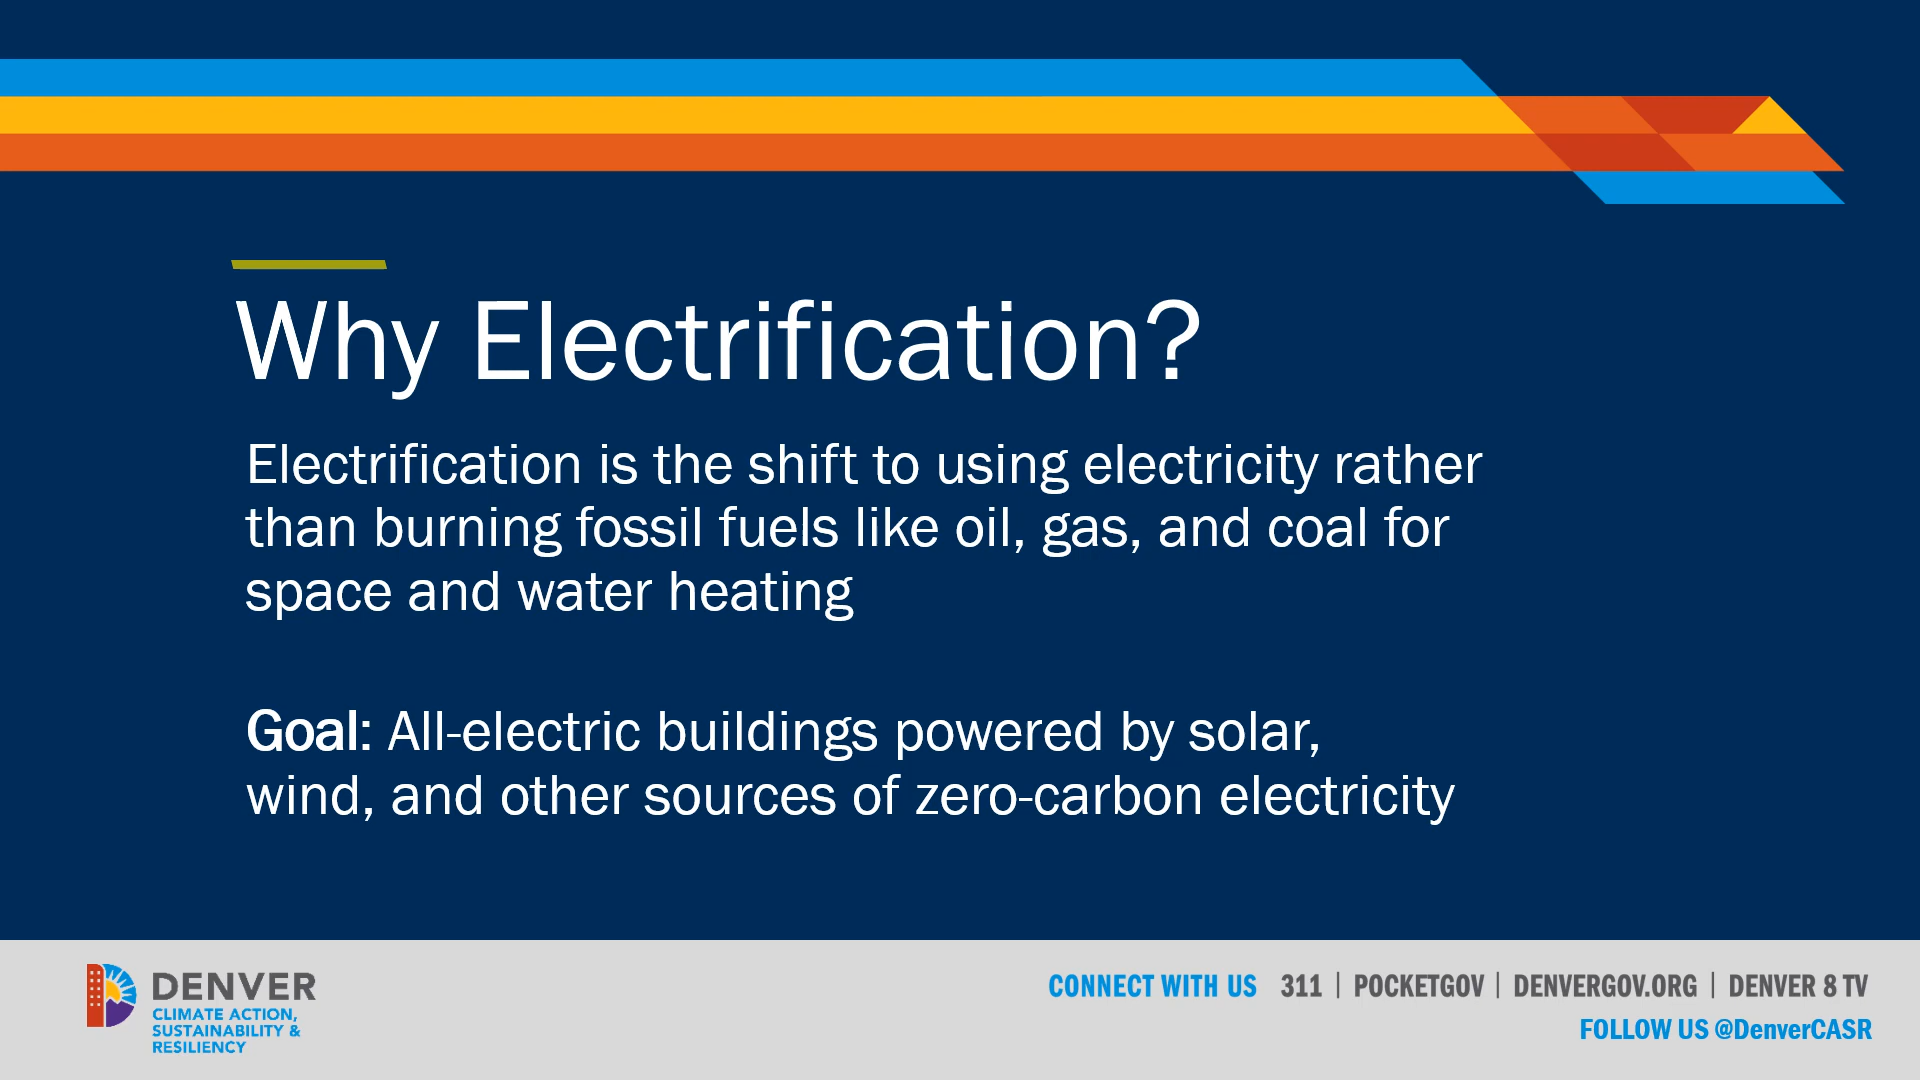 Why Electrification?
Electrification is the shift to using electricity rather
than burning fossil fuels like oil, gas, and coal for
space and water heating
Goal: All-electric buildings powered by solar,
wind, and other sources of zero-carbon electricity
DENVER
CLIMATE ACTION,
SUSTAINABILITY &
RESILIENCY
CONNECT WITH US 311 | POCKETGOV | DENVERGOV.ORG | DENVER 8 TV
FOLLOW US @DenverCASR